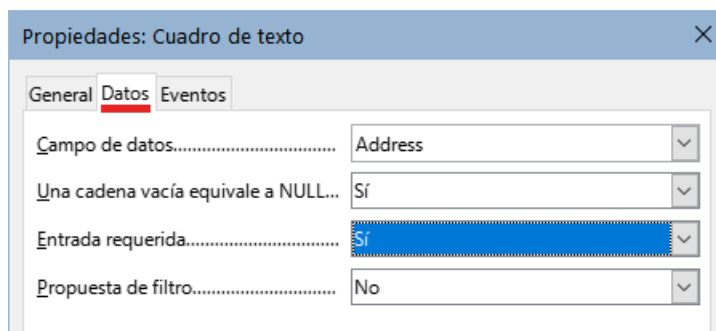 Propiedades: Cuadro de texto
General Datos Eventos
Campo de datos.................................... Address
Una cadena vacía equivale a NULL... Sí
Entrada requerida................................. Sí
Propuesta de filtro................................ No